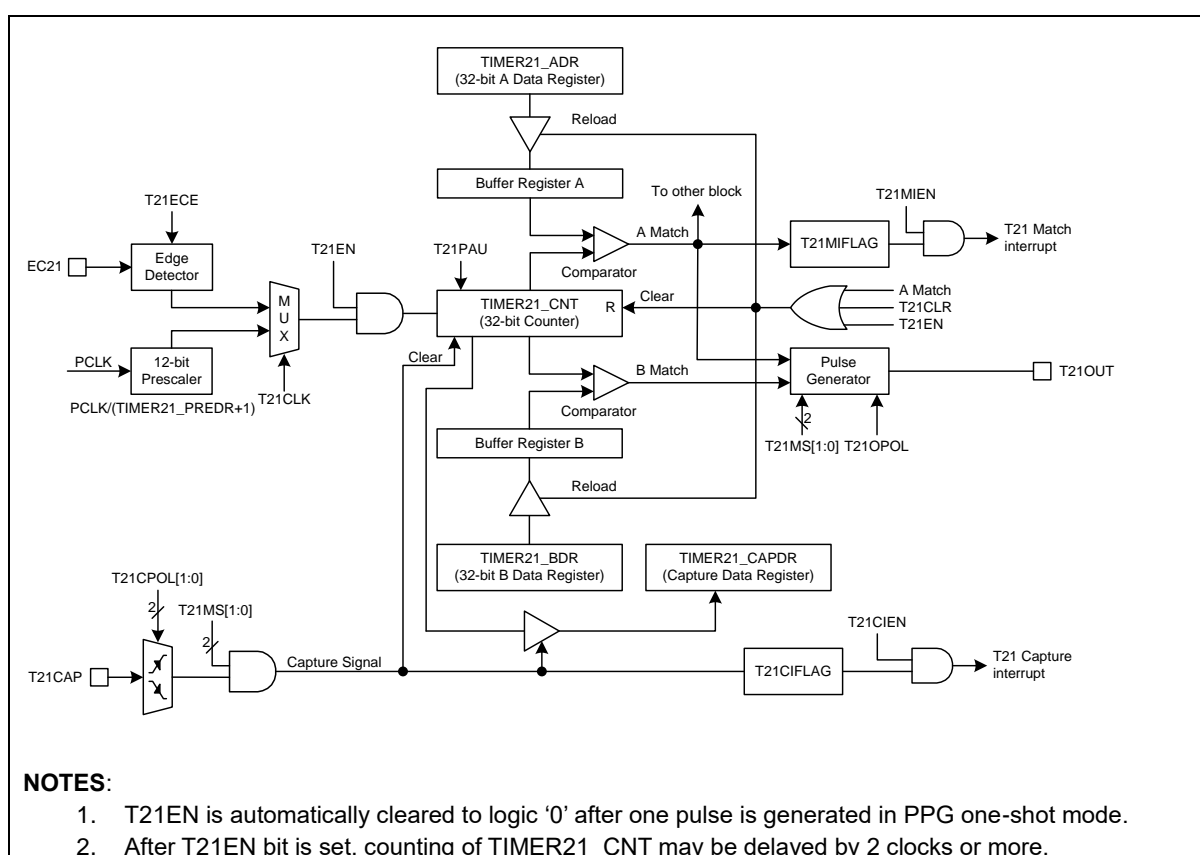 TIMER21_ADR
(32-bit A Data Register)
Reload
Buffer Register A
To other block
T21ECE
T21MIEN
A Match
T21MIFLAG
T21 Match
interrupt
T21EN
T21PAU
EC21
Edge
Detector
Comparator
M
U
X
TIMER21_CNT
(32-bit Counter)
R
Clear
A Match
T21CLR
T21EN
PCLK
12-bit
Prescaler
Clear
B Match
Pulse
Generator
T21OUT
PCLK/(TIMER21_PREDR+1)
T21CLK
Comparator
2
T21MS[1:0]
T21OPOL
Buffer Register B
Reload
TIMER21_BDR
(32-bit B Data Register)
TIMER21_CAPDR
(Capture Data Register)
T21CPOL[1:0]
2
T21MS[1:0]
2
T21CIEN
T21CAP
Capture Signal
T21CIFLAG
T21 Capture
interrupt
NOTES:
1. T21EN is automatically cleared to logic ‘0’ after one pulse is generated in PPG one-shot mode.
2. After T21EN bit is set, counting of TIMER21_CNT may be delayed by 2 clocks or more.